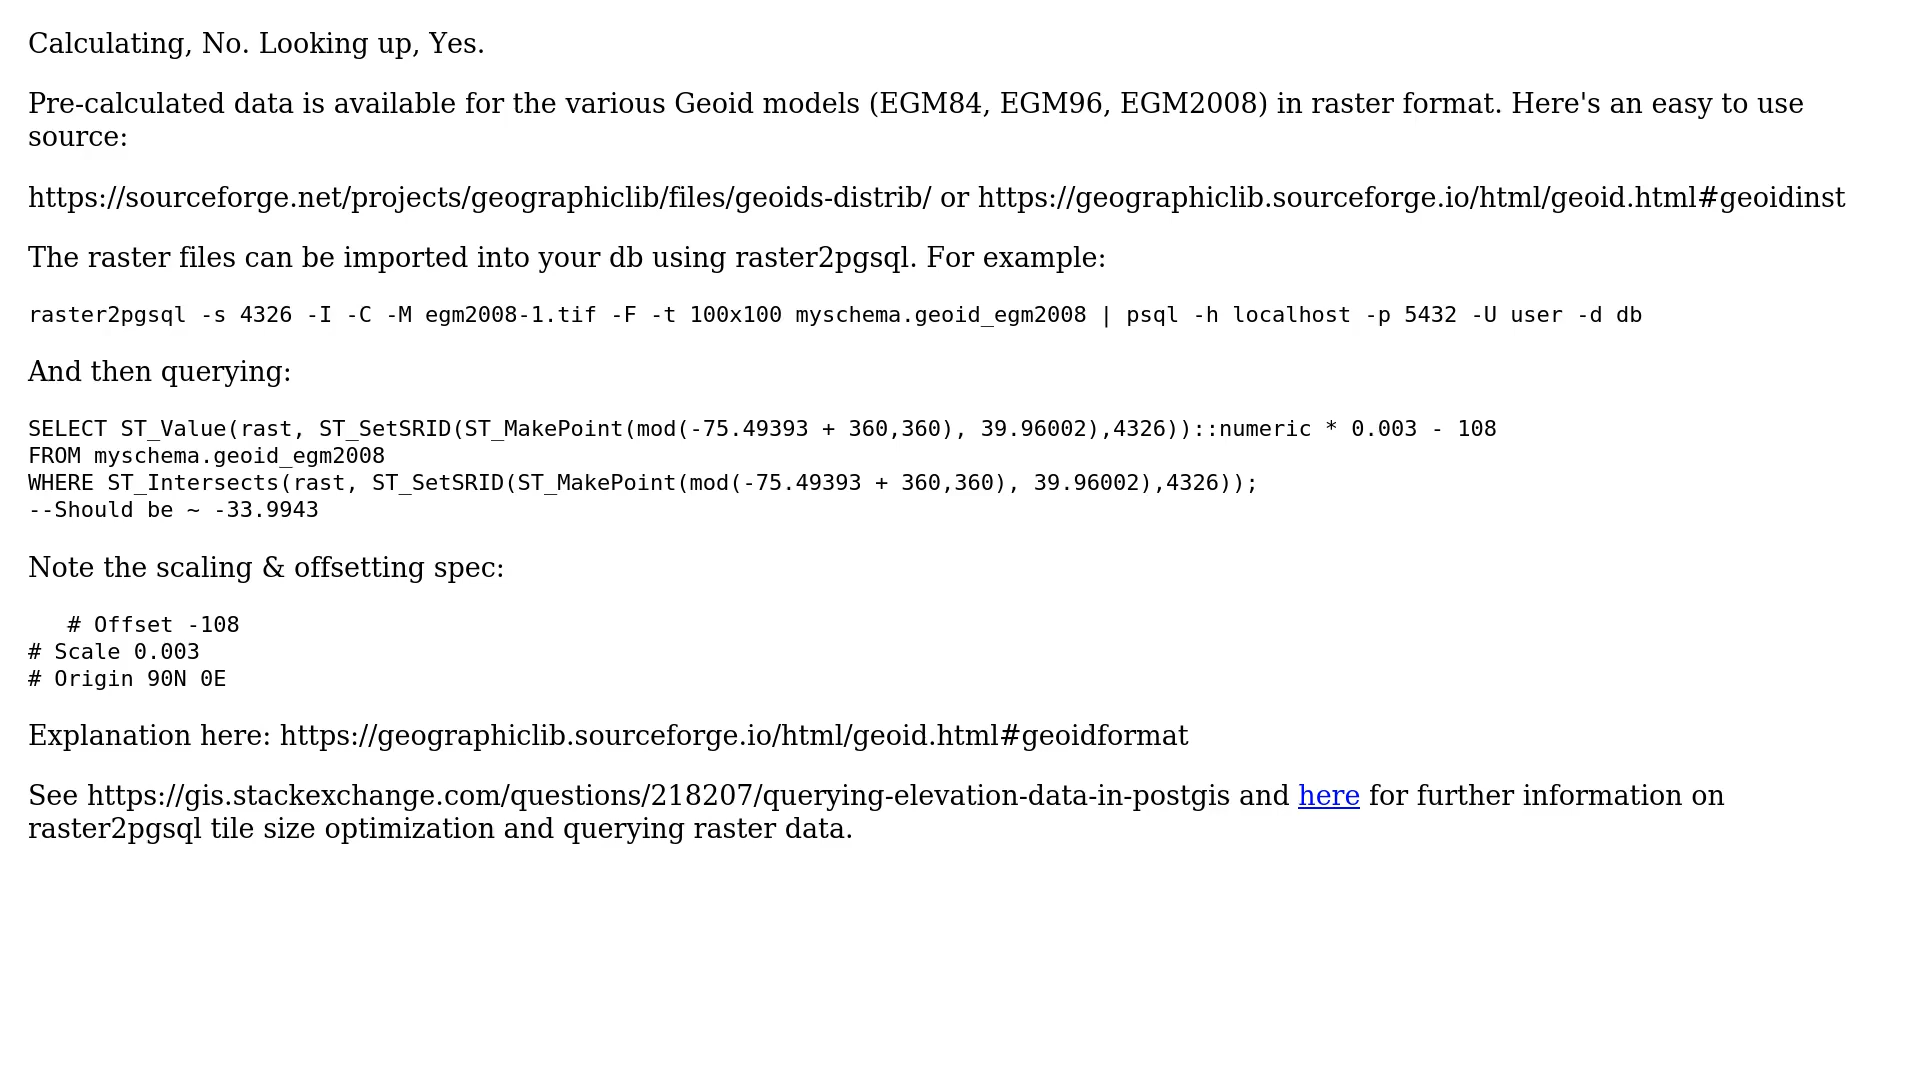 Calculating, No. Looking up, Yes.
Pre-calculated data is available for the various Geoid models (EGM84, EGM96, EGM2008) in raster format. Here's an easy to use
source:
https://sourceforge.net/projects/geographiclib/files/geoids-distrib/ or https://geographiclib.sourceforge.io/html/geoid.html#geoidinst
The raster files can be imported into your db using raster2pgsql. For example:
raster2pgsql -s 4326 -I -C -M egm2008-1.tif -F -t 100x100 myschema.geoid_egm2008 | psql -h localhost -p 5432 -U user -d db
And then querying:
SELECT ST_Value(rast, ST_SetSRID(ST_MakePoint(mod(-75.49393 + 360,360), 39.96002),4326))::numeric * 0.003 - 108
FROM myschema.geoid_egm2008
WHERE ST_Intersects(rast, ST_SetSRID(ST_MakePoint(mod(-75.49393 + 360,360), 39.96002),4326));
--Should be ~ -33.9943
Note the scaling & offsetting spec:
# Offset -108
# Scale 0.003
# Origin 90N 0E
Explanation here: https://geographiclib.sourceforge.io/html/geoid.html#geoidformat
See https://gis.stackexchange.com/questions/218207/querying-elevation-data-in-postgis and here for further information on
raster2pgsql tile size optimization and querying raster data.